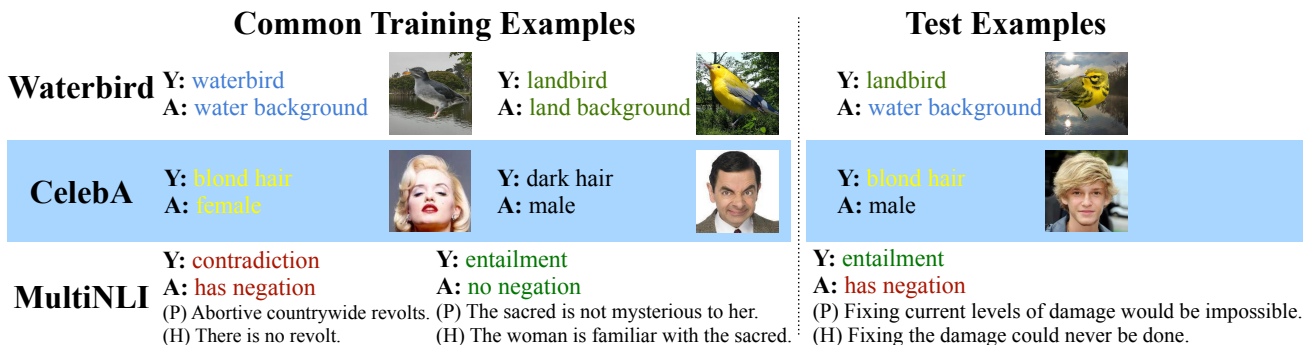 Common Training Examples
Test Examples
Waterbird
Y: waterbird
A: water background
Y: landbird
A: land background
Y: landbird
A: water background
CelebA
Y: blond hair
A: female
Y: dark hair
A: male
Y: blond hair
A: male
MultiNLI
Y: contradiction
A: has negation
(P) Abortive countrywide revolts.
(H) There is no revolt.
Y: entailment
A: no negation
(P) The sacred is not mysterious to her.
(H) The woman is familiar with the sacred.
Y: entailment
A: has negation
(P) Fixing current levels of damage would be impossible.
(H) Fixing the damage could never be done.